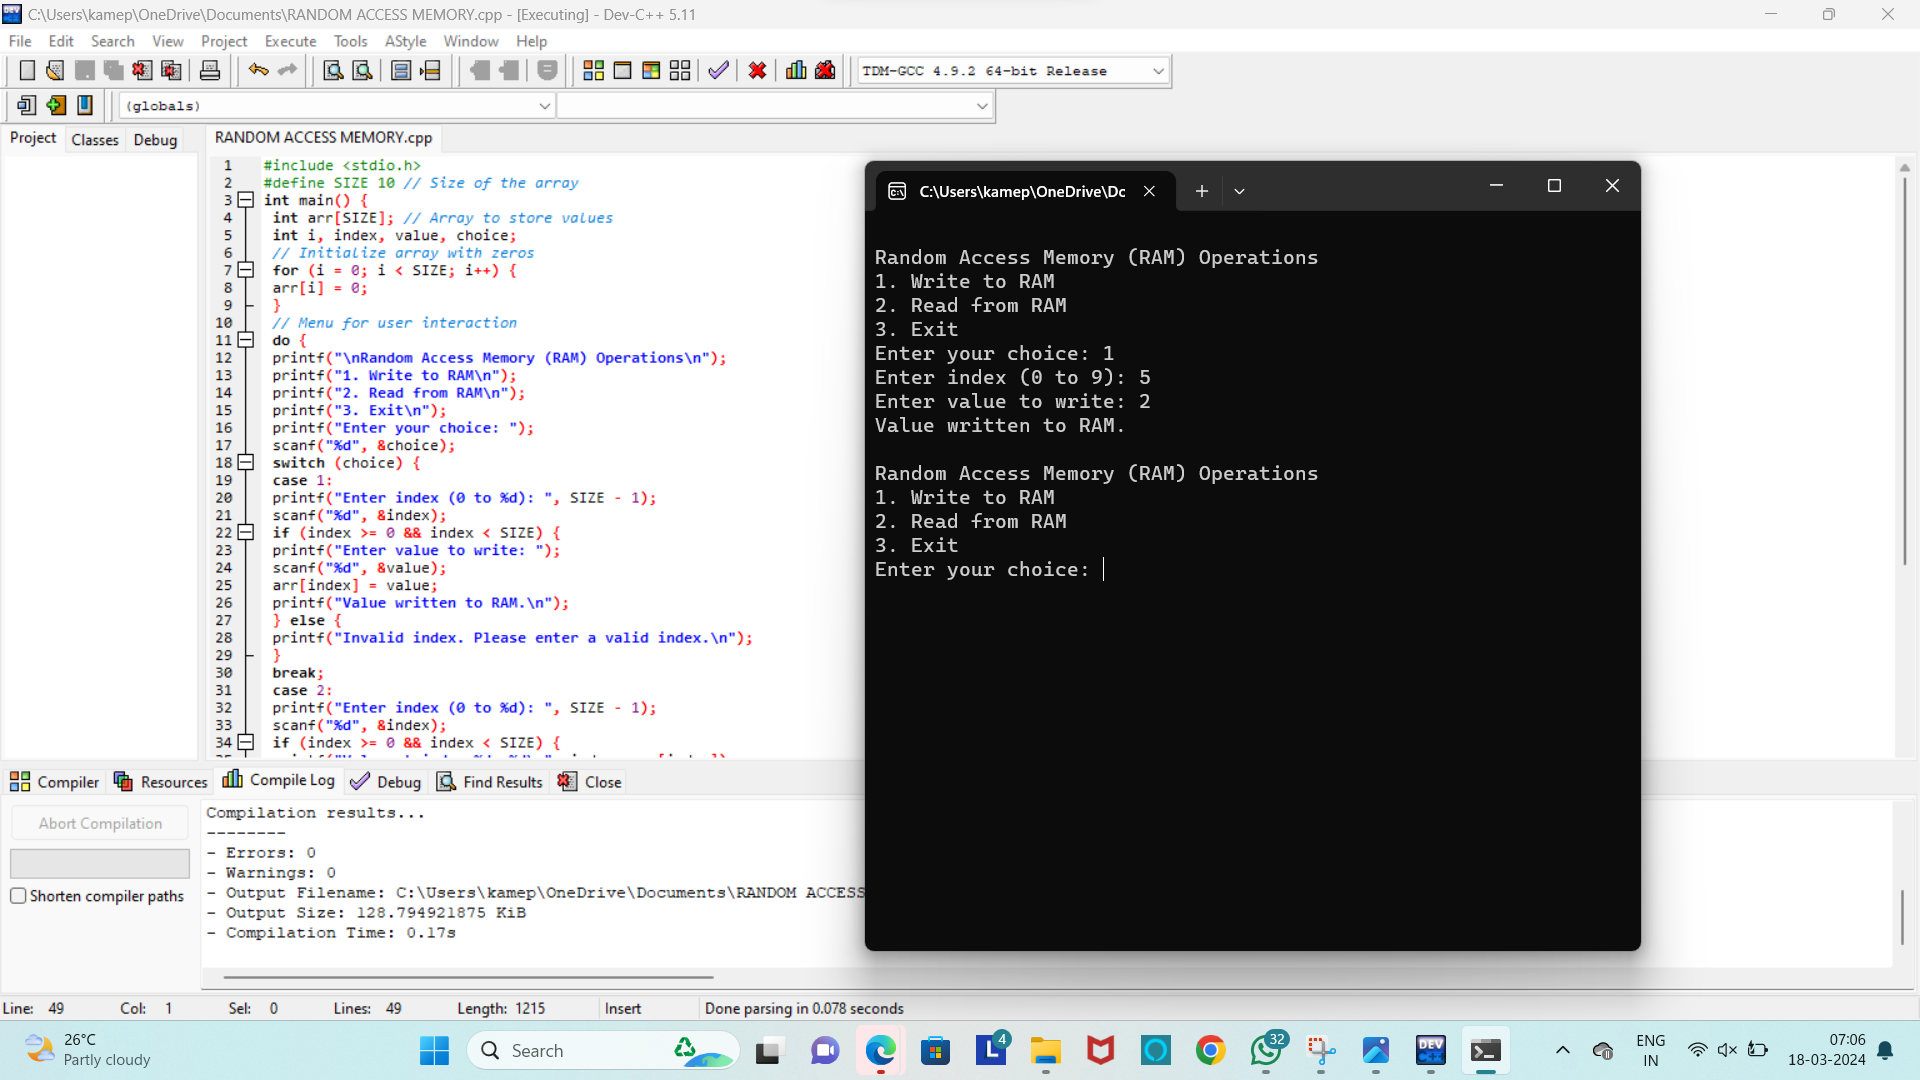 C:\Users\kamep\OneDrive\Documents\RANDOM ACCESS MEMORY.cpp - [Executing] - Dev-C++ 5.11
File Edit Search View Project Execute Tools AStyle Window Help
TDM-GCC 4.9.2 64-bit Release
(globals)
Project Classes Debug
RANDOM ACCESS MEMORY.cpp
1 #include <stdio.h>
2 #define SIZE 10 // Size of the array
3 int main() {
4 int arr[SIZE]; // Array to store values
5 int i, index, value, choice;
6 // Initialize array with zeros
7 for (i = 0; i < SIZE; i++) {
8 arr[i] = 0;
9 }
10 // Menu for user interaction
11 do {
12 printf("\nRandom Access Memory (RAM) Operations\n");
13 printf("1. Write to RAM\n");
14 printf("2. Read from RAM\n");
15 printf("3. Exit\n");
16 printf("Enter your choice: ");
17 scanf("%d", &choice);
18 switch (choice) {
19 case 1:
20 printf("Enter index (0 to %d): ", SIZE - 1);
21 scanf("%d", &index);
22 if (index >= 0 && index < SIZE) {
23 printf("Enter value to write: ");
24 scanf("%d", &value);
25 arr[index] = value;
26 printf("Value written to RAM.\n");
27 } else {
28 printf("Invalid index. Please enter a valid index.\n");
29 }
30 break;
31 case 2:
32 printf("Enter index (0 to %d): ", SIZE - 1);
33 scanf("%d", &index);
34 if (index >= 0 && index < SIZE) {
C:\Users\kamep\OneDrive\Dc
Random Access Memory (RAM) Operations
1. Write to RAM
2. Read from RAM
3. Exit
Enter your choice: 1
Enter index (0 to 9): 5
Enter value to write: 2
Value written to RAM.
Random Access Memory (RAM) Operations
1. Write to RAM
2. Read from RAM
3. Exit
Enter your choice:
Compiler Resources Compile Log Debug Find Results Close
Abort Compilation
Shorten compiler paths
Compilation results...
--------
- Errors: 0
- Warnings: 0
- Output Filename: C:\Users\kamep\OneDrive\Documents\RANDOM ACCESS
- Output Size: 128.794921875 KiB
- Compilation Time: 0.17s
Line: 49 Col: 1 Sel: 0 Lines: 49 Length: 1215 Insert Done parsing in 0.078 seconds
26°C
Partly cloudy
Search
4
32
ENG
IN
07:06
18-03-2024